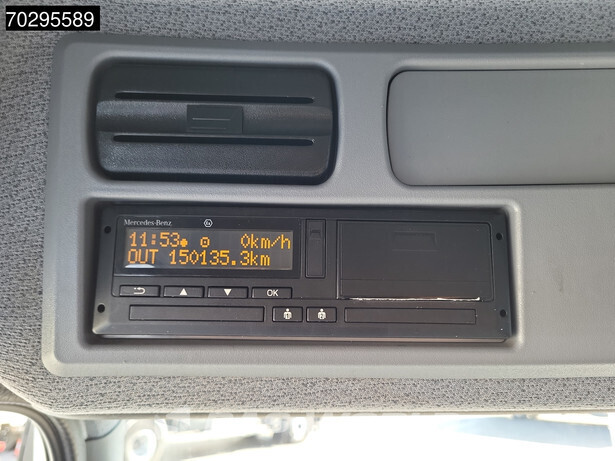 70295589
Mercedes-Benz
11:53 0km/h
OUT 150135.3km
OK